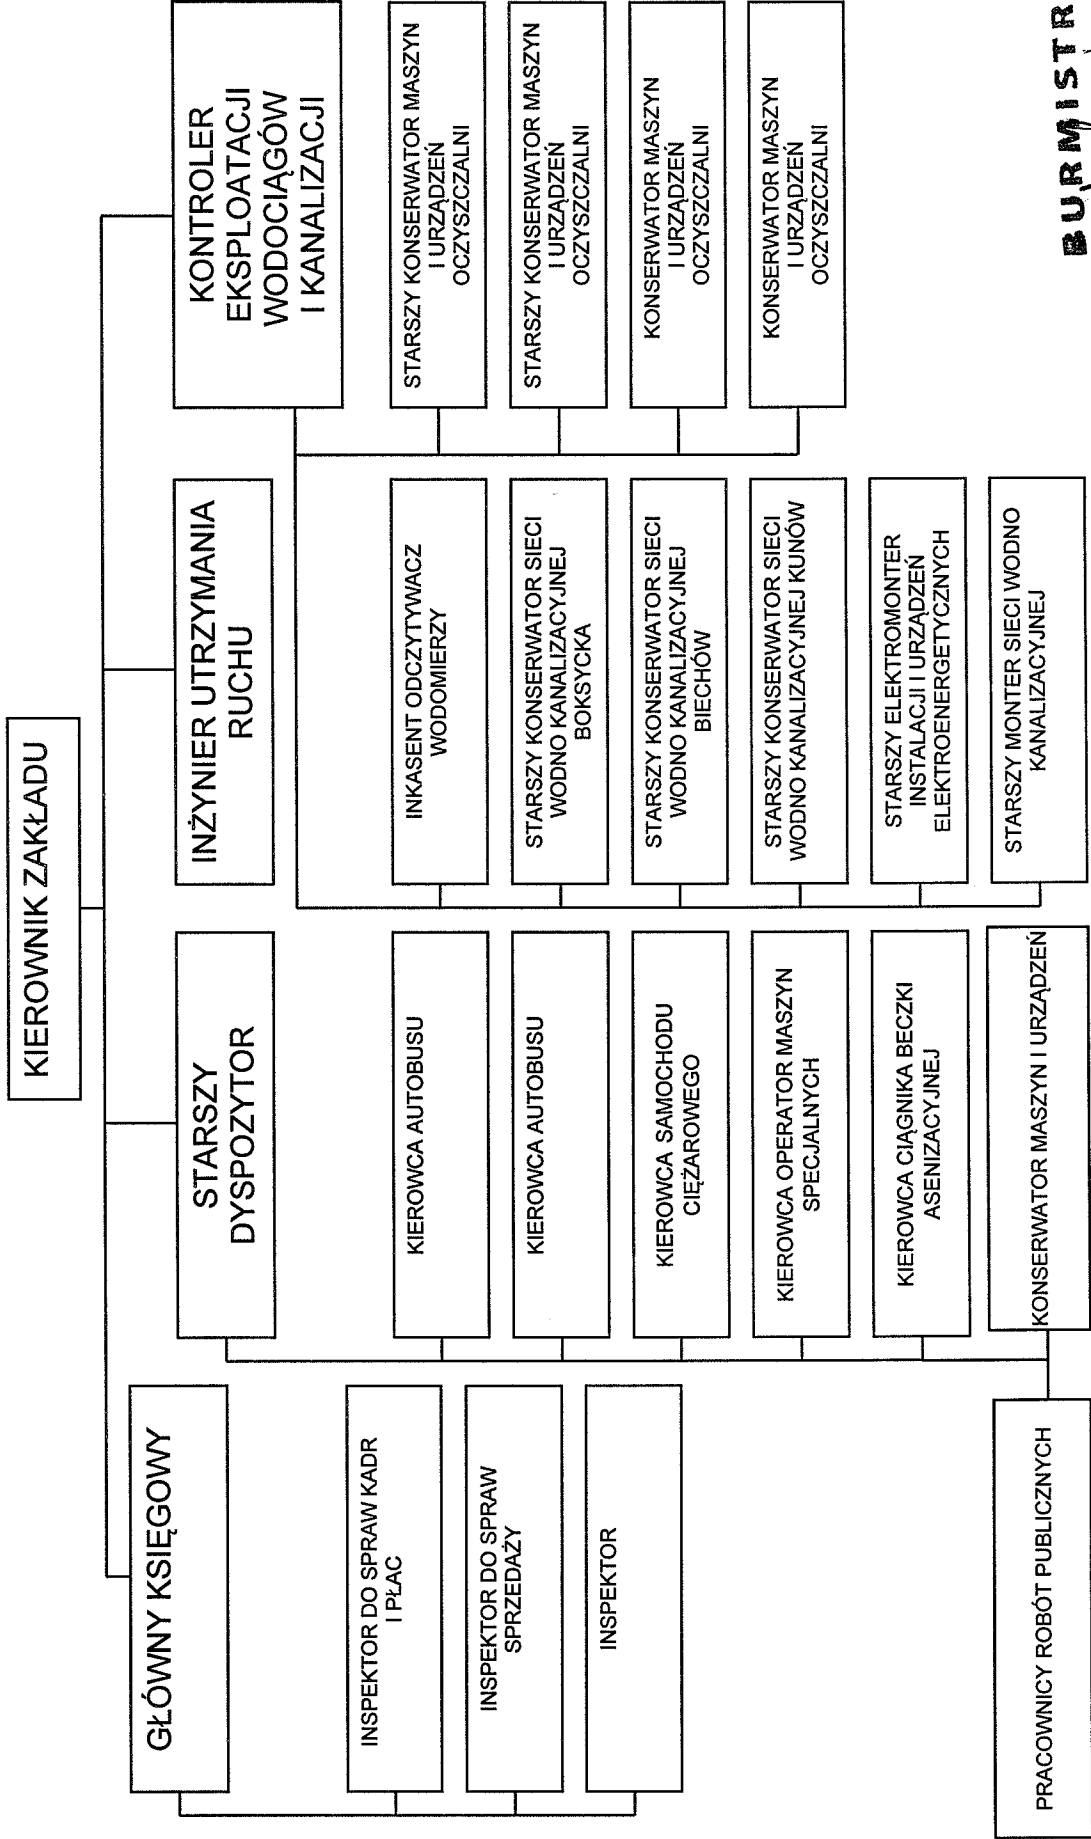 KIEROWNIK ZAKŁADU
GŁÓWNY KSIĘGOWY
INSPEKTOR DO SPRAW KADR
I PŁAC
INSPEKTOR DO SPRAW
SPRZEDAŻY
INSPEKTOR
STARSZY
DYSPOZYTOR
KIEROWCA AUTOBUSU
KIEROWCA AUTOBUSU
KIEROWCA SAMOCHODU
CIĘŻAROWEGO
KIEROWCA OPERATOR MASZYN
SPECJALNYCH
KIEROWCA CIĄGNIKA BECZKI
ASENIZACYJNEJ
KONSERWATOR MASZYN I URZĄDZEŃ
PRACOWNICY ROBÓT PUBLICZNYCH
INŻYNIER UTRZYMANIA
RUCHU
INKASENT ODCZYTYWACZ
WODOMIERZY
STARSZY KONSERWATOR SIECI
WODNO KANALIZACYJNEJ
BOKSYCKA
STARSZY KONSERWATOR SIECI
WODNO KANALIZACYJNEJ
BIECHÓW
STARSZY KONSERWATOR SIECI
WODNO KANALIZACYJNEJ KUNÓW
STARSZY ELEKTROMONTER
INSTALACJI I URZĄDZEŃ
ELEKTROENERGETYCZNYCH
STARSZY MONTER SIECI WODNO
KANALIZACYJNEJ
KONTROLER
EKSPLOATACJI
WODOCIĄGÓW
I KANALIZACJI
STARSZY KONSERWATOR MASZYN
I URZĄDZEŃ
OCZYSZCZALNI
STARSZY KONSERWATOR MASZYN
I URZĄDZEŃ
OCZYSZCZALNI
KONSERWATOR MASZYN
I URZĄDZEŃ
OCZYSZCZALNI
KONSERWATOR MASZYN
I URZĄDZEŃ
OCZYSZCZALNI
BURMISTR